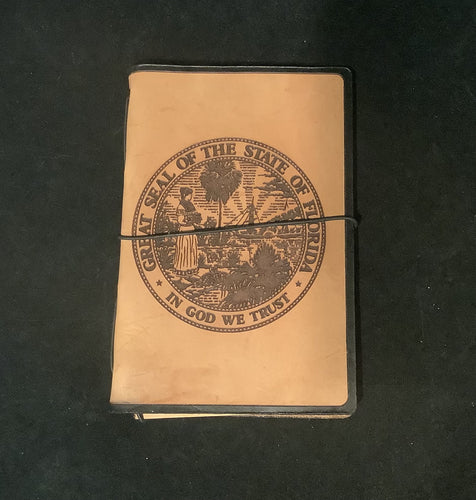 GREAT SEAL OF THE STATE OF FLORIDA
IN GOD WE TRUST